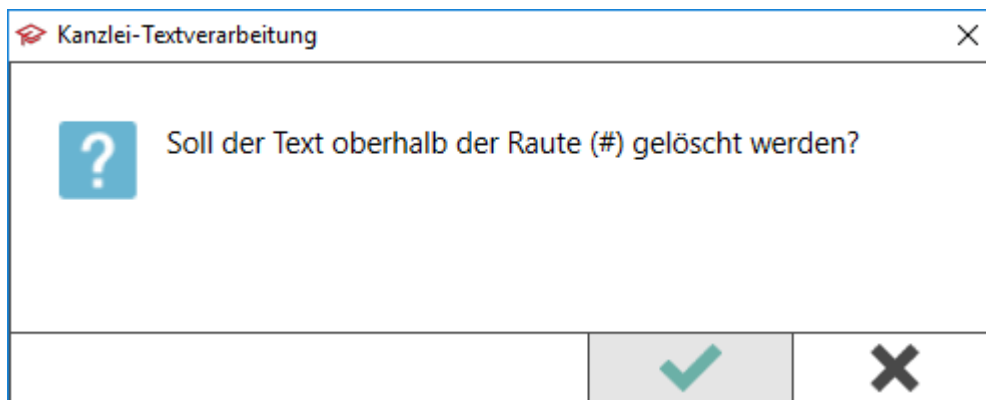 Kanzlei-Textverarbeitung
Soll der Text oberhalb der Raute (#) gelöscht werden?